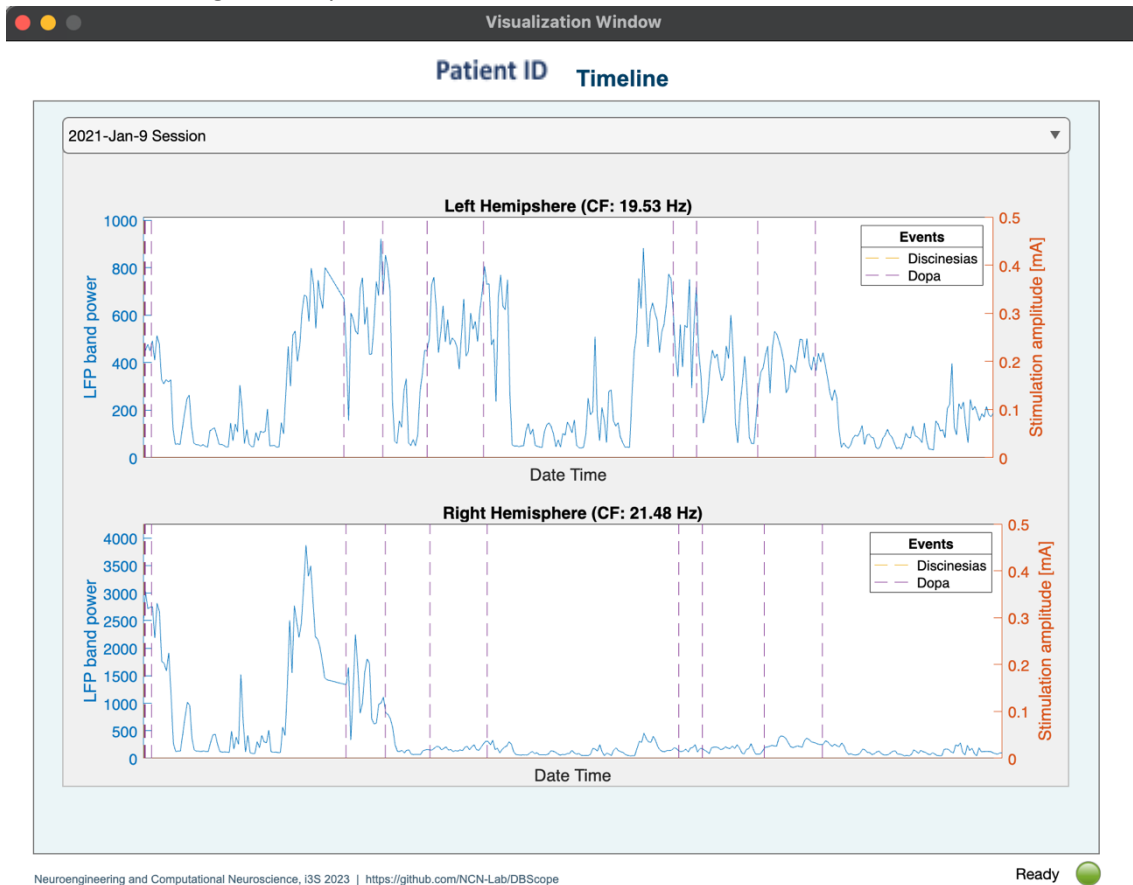 Visualization Window
Patient ID Timeline
2021-Jan-9 Session
Left Hemipshere (CF: 19.53 Hz)
1000
800
600
400
200
0
LFP band power
0.5
0.4
0.3
0.2
0.1
0
Stimulation amplitude [mA]
Events
Discinesias
Dopa
Date Time
Right Hemisphere (CF: 21.48 Hz)
4000
3500
3000
2500
2000
1500
1000
500
0
LFP band power
0.5
0.4
0.3
0.2
0.1
0
Stimulation amplitude [mA]
Events
Discinesias
Dopa
Date Time
Neuroengineering and Computational Neuroscience, i3S 2023 | https://github.com/NCN-Lab/DBScope
Ready